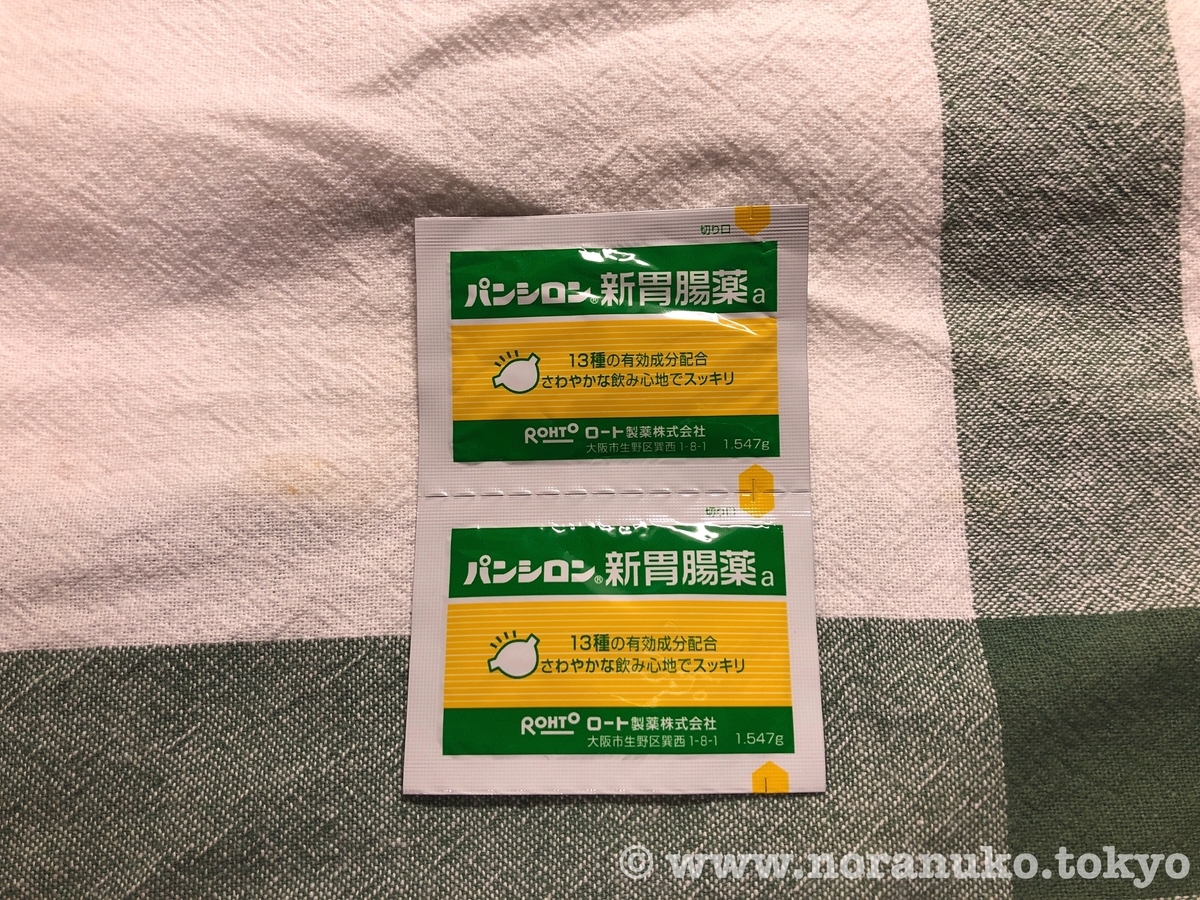 切り口
パンシロン®新胃腸薬a
13種の有効成分配合
さわやかな飲み心地でスッキリ
ROHTO ロート製薬株式会社
大阪市生野区巽西1-8-1 1.547g
切り口
パンシロン®新胃腸薬a
13種の有効成分配合
さわやかな飲み心地でスッキリ
ROHTO ロート製薬株式会社
大阪市生野区巽西1-8-1 1.547g
© www.noranuko.tokyo